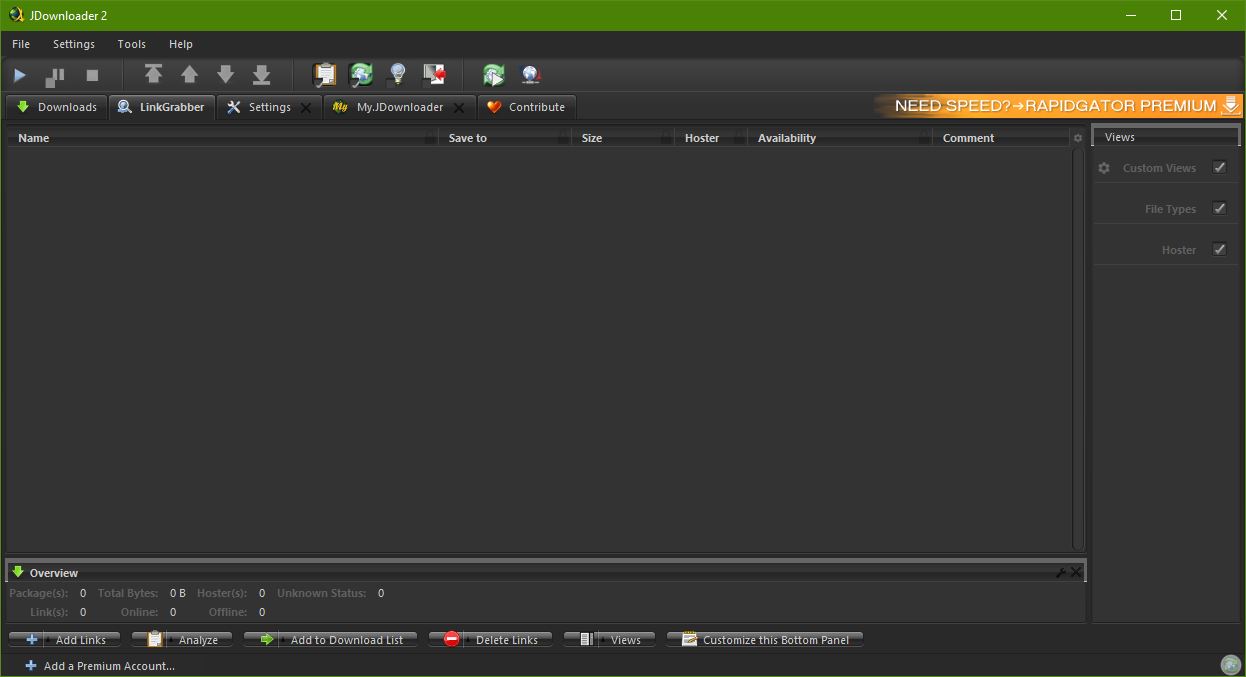 JDownloader 2
File Settings Tools Help
Downloads LinkGrabber Settings My.JDownloader Contribute NEED SPEED?→RAPIDGATOR PREMIUM
Name Save to Size Hoster Availability Comment Views
Custom Views
File Types
Hoster
Overview
Package(s): 0 Total Bytes: 0 B Hoster(s): 0 Unknown Status: 0
Link(s): 0 Online: 0 Offline: 0
Add Links Analyze Add to Download List Delete Links Views Customize this Bottom Panel
Add a Premium Account...